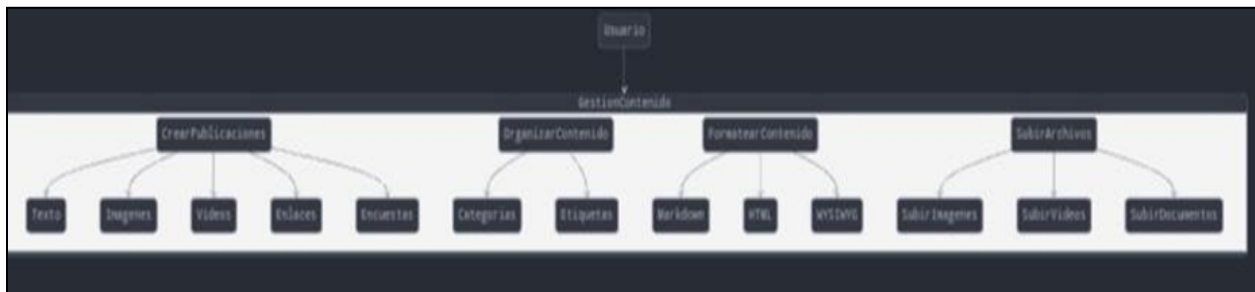 Usuario
GestionContenido
CrearPublicaciones OrganizarContenido FormatearContenido SubirArchivos
Texto Imagenes Videos Enlaces Encuestas Categorias Etiquetas Markdown HTML WYSIWYG SubirImagenes SubirVideos SubirDocumentos